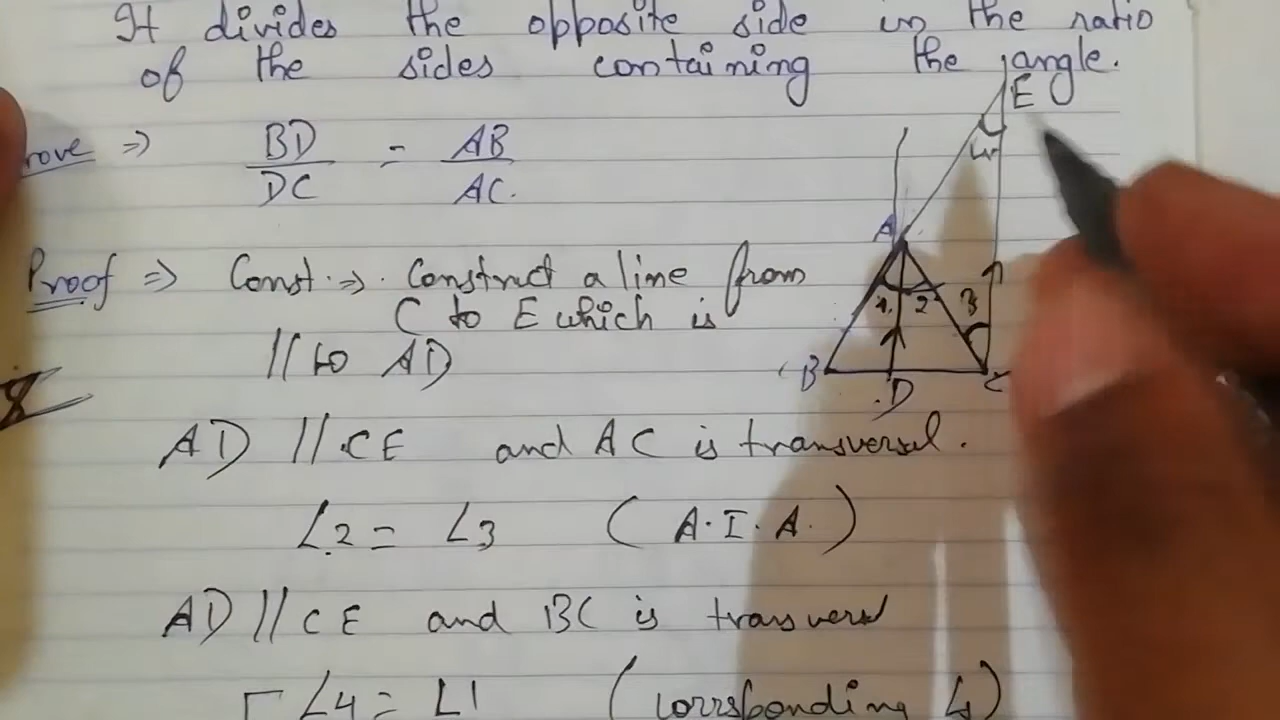 It divides the opposite side in the ratio
of the sides containing the angle.
rove ⇒ BD/DC = AB/AC.
Proof ⇒ Const. ⇒ . Construct a line from
C to E which is
|| to AD
AD || CE and AC is transversal.
∠2 = ∠3 (A.I.A.)
AD || CE and BC is transversl
∠4 = ∠1 (corrsponding ∠s)
E
4
A
1. 2 3
B D C